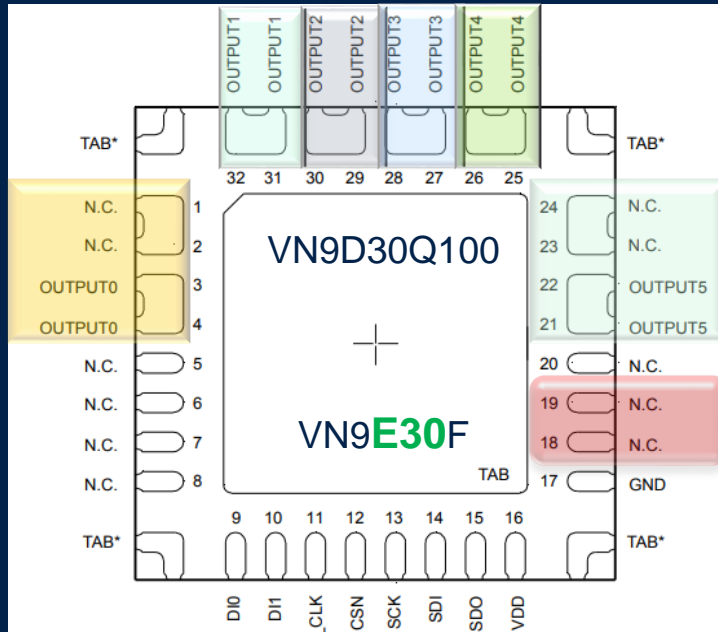 OUTPUT1
OUTPUT1
OUTPUT2
OUTPUT2
OUTPUT3
OUTPUT3
OUTPUT4
OUTPUT4
TAB*
TAB*
32 31 30 29 28 27 26 25
N.C. 1
N.C. 2
OUTPUT0 3
OUTPUT0 4
N.C. 5
N.C. 6
N.C. 7
N.C. 8
VN9D30Q100
VN9E30F
TAB
24 N.C.
23 N.C.
22 OUTPUT5
21 OUTPUT5
20 N.C.
19 N.C.
18 N.C.
17 GND
TAB*
TAB*
9 10 11 12 13 14 15 16
DI0
DI1
_CLK
CSN
SCK
SDI
SDO
VDD